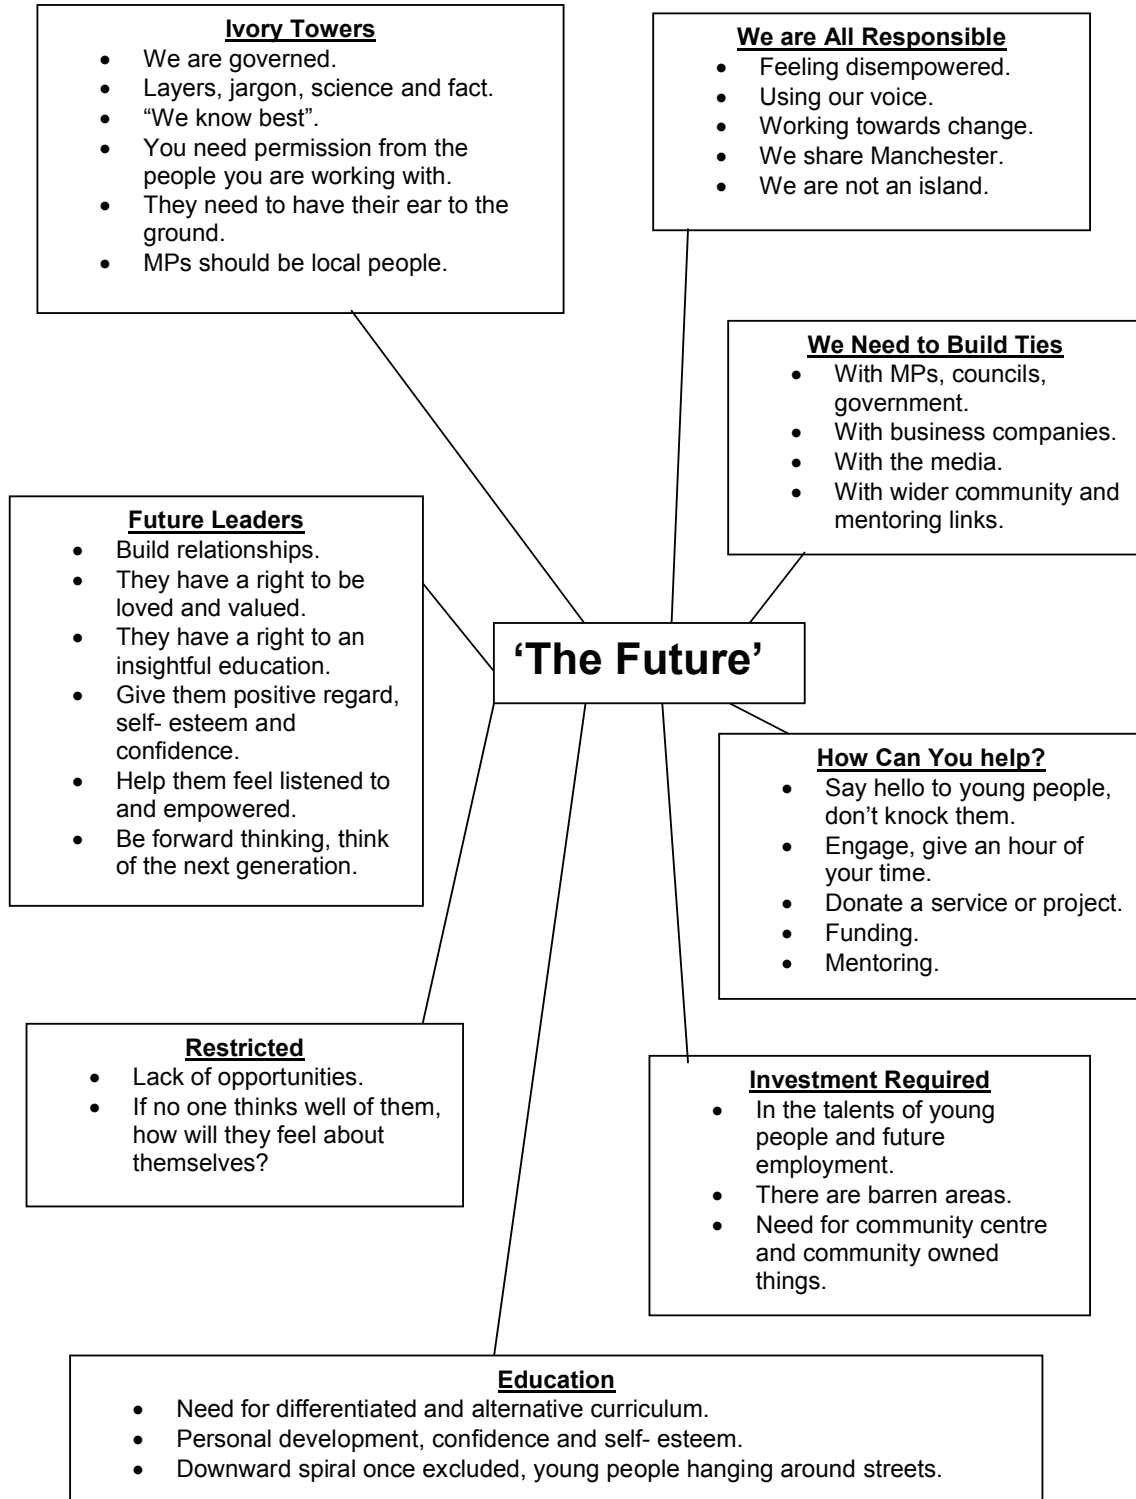 Ivory Towers
• We are governed.
• Layers, jargon, science and fact.
• “We know best”.
• You need permission from the
people you are working with.
• They need to have their ear to the
ground.
• MPs should be local people.
We are All Responsible
• Feeling disempowered.
• Using our voice.
• Working towards change.
• We share Manchester.
• We are not an island.
We Need to Build Ties
• With MPs, councils,
government.
• With business companies.
• With the media.
• With wider community and
mentoring links.
Future Leaders
• Build relationships.
• They have a right to be
loved and valued.
• They have a right to an
insightful education.
• Give them positive regard,
self- esteem and
confidence.
• Help them feel listened to
and empowered.
• Be forward thinking, think
of the next generation.
‘The Future’
How Can You help?
• Say hello to young people,
don’t knock them.
• Engage, give an hour of
your time.
• Donate a service or project.
• Funding.
• Mentoring.
Restricted
• Lack of opportunities.
• If no one thinks well of them,
how will they feel about
themselves?
Investment Required
• In the talents of young
people and future
employment.
• There are barren areas.
• Need for community centre
and community owned
things.
Education
• Need for differentiated and alternative curriculum.
• Personal development, confidence and self- esteem.
• Downward spiral once excluded, young people hanging around streets.